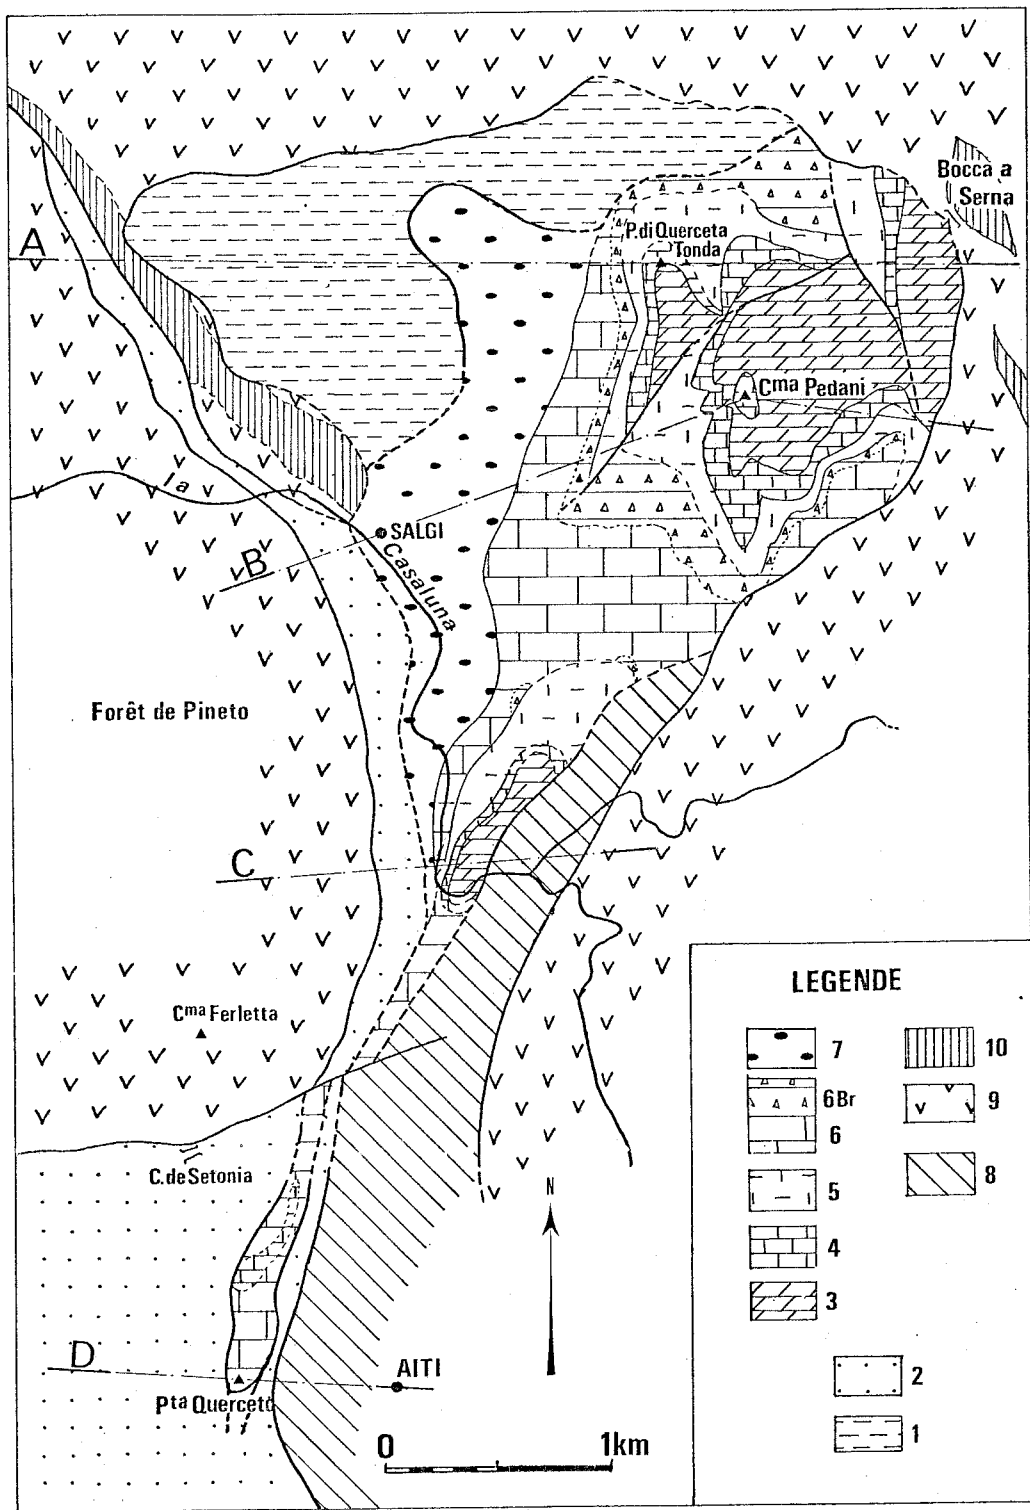 Bocca a
Serna
A
P. di Querceta
Tonda
Cma Pedani
la
SALGI
Casaluna
B
Forêt de Pineto
C
LEGENDE
Cma Ferletta
7
10
6Br
9
6
C. de Setonia
N
5
8
4
3
D
AITI
Pta Querceto
2
1
0
1km